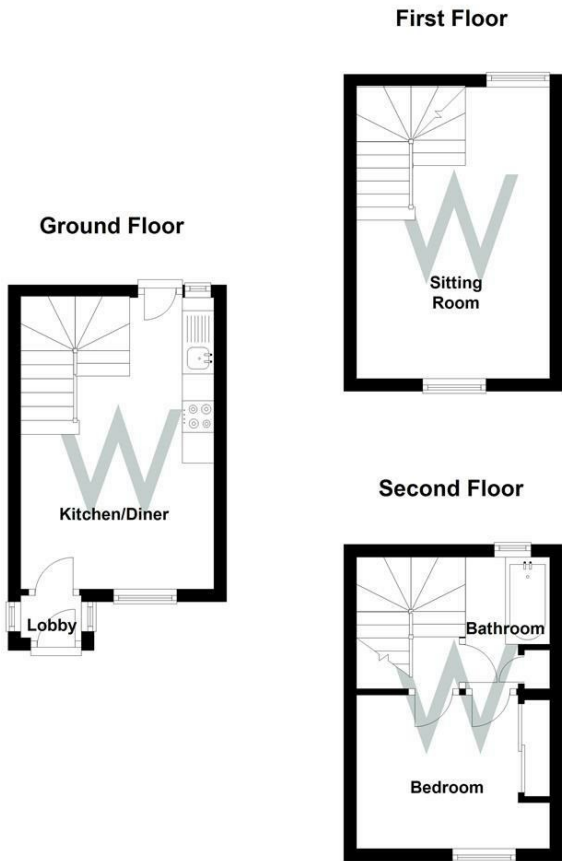 First Floor
Sitting
Room
Ground Floor
Kitchen/Diner
Lobby
Second Floor
Bathroom
Bedroom
W
W
W